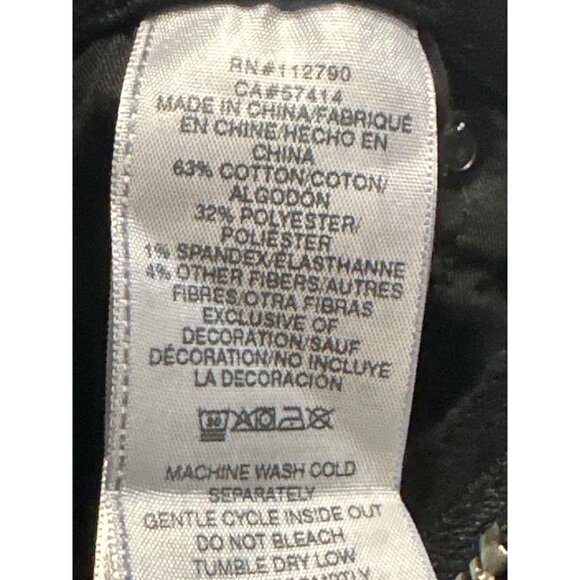 RN#112790
CA#57414
MADE IN CHINA/FABRIQUÉ
EN CHINE/HECHO EN
CHINA
63% COTTON/COTON/
ALGODÓN
32% POLYESTER/
POLIÉSTER
1% SPANDEX/ÉLASTHANNE
4% OTHER FIBERS/AUTRES
FIBRES/OTRA FIBRAS
EXCLUSIVE OF
DECORATION/SAUF
DÉCORATION/NO INCLUYE
LA DECORACIÓN
30
MACHINE WASH COLD
SEPARATELY
GENTLE CYCLE INSIDE OUT
DO NOT BLEACH
TUMBLE DRY LOW